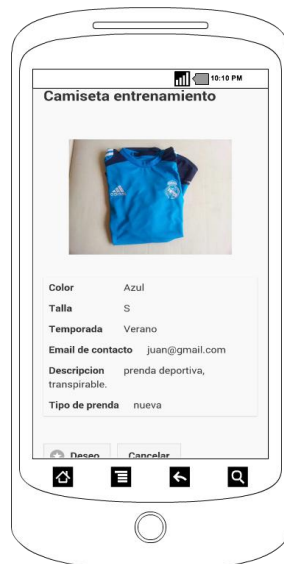 10:10 PM
Camiseta entrenamiento
adidas
Color Azul
Talla S
Temporada Verano
Email de contacto juan@gmail.com
Descripcion prenda deportiva,
transpirable.
Tipo de prenda nueva
Deseo Cancelar